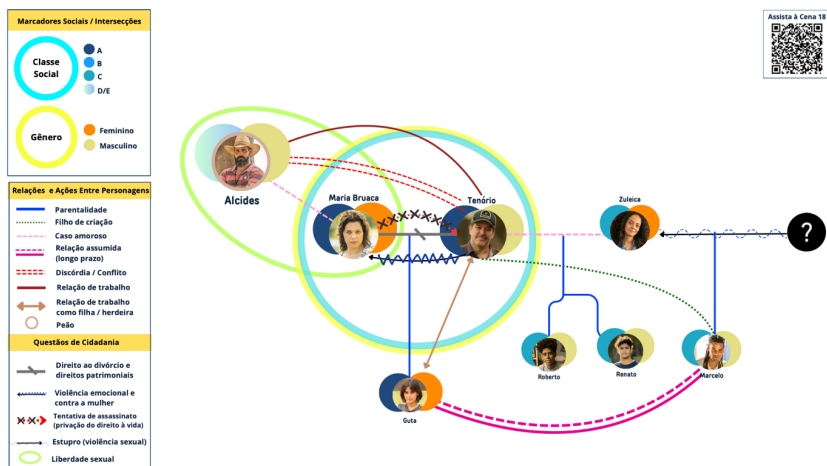 Marcadores Sociais / Intersecções
Classe
Social
A
B
C
D/E
Gênero
Feminino
Masculino
Relações e Ações Entre Personagens
Parentalidade
Filho de criação
Caso amoroso
Relação assumida
(longo prazo)
Discórdia / Conflito
Relação de trabalho
Relação de trabalho
como filha / herdeira
Peão
Questãos de Cidadania
Direito ao divórcio e
direitos patrimoniais
Violência emocional e
contra a mulher
Tentativa de assassinato
(privação do direito à vida)
Estupro (violência sexual)
Liberdade sexual
Assista à Cena 18
Alcides
Maria Bruaca
Tenório
Zuleica
?
Roberto
Renato
Marcelo
Guta